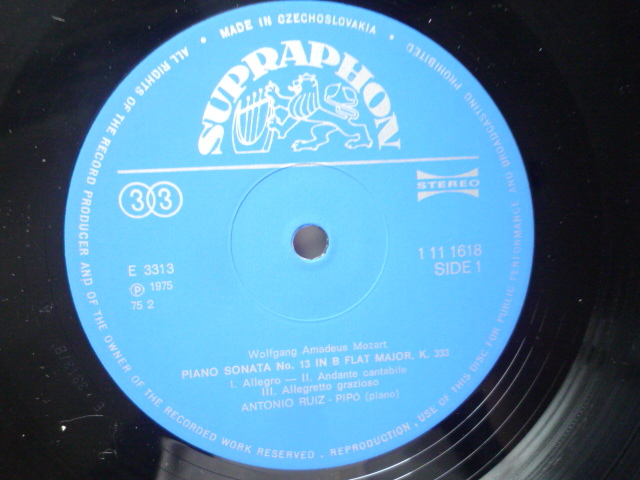 • MADE IN CZECHOSLOVAKIA •
ALL RIGHTS OF THE RECORD PRODUCER AND OF THE OWNER OF THE RECORDED WORK RESERVED. REPRODUCTION, USE OF THIS DISC FOR PUBLIC PERFORMANCE AND BROADCASTING PROHIBITED
SUPRAPHON
33
STEREO
E 3313
1 11 1618
Ⓟ 1975
SIDE 1
75 2
Wolfgang Amadeus Mozart
PIANO SONATA No. 13 IN B FLAT MAJOR, K. 333
I. Allegro — II. Andante cantabile
III. Allegretto grazioso
ANTONIO RUIZ - PIPÓ (piano)